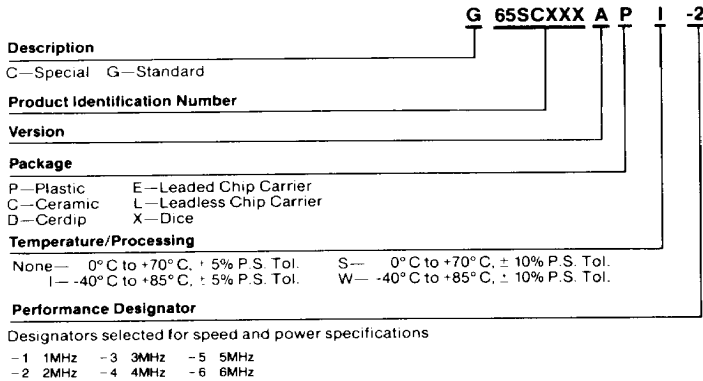 G 65SCXXX A P I -2
Description
C—Special G—Standard
Product Identification Number
Version
Package
P—Plastic E—Leaded Chip Carrier
C—Ceramic L—Leadless Chip Carrier
D—Cerdip X—Dice
Temperature/Processing
None— 0°C to +70°C, ± 5% P.S. Tol. S— 0°C to +70°C, ± 10% P.S. Tol.
I— -40°C to +85°C, ± 5% P.S. Tol. W— -40°C to +85°C, ± 10% P.S. Tol.
Performance Designator
Designators selected for speed and power specifications
-1 1MHz -3 3MHz -5 5MHz
-2 2MHz -4 4MHz -6 6MHz